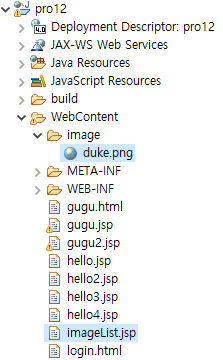 pro12
Deployment Descriptor: pro12
JAX-WS Web Services
Java Resources
JavaScript Resources
build
WebContent
image
duke.png
META-INF
WEB-INF
gugu.html
gugu.jsp
gugu2.jsp
hello.jsp
hello2.jsp
hello3.jsp
hello4.jsp
imageList.jsp
login.html